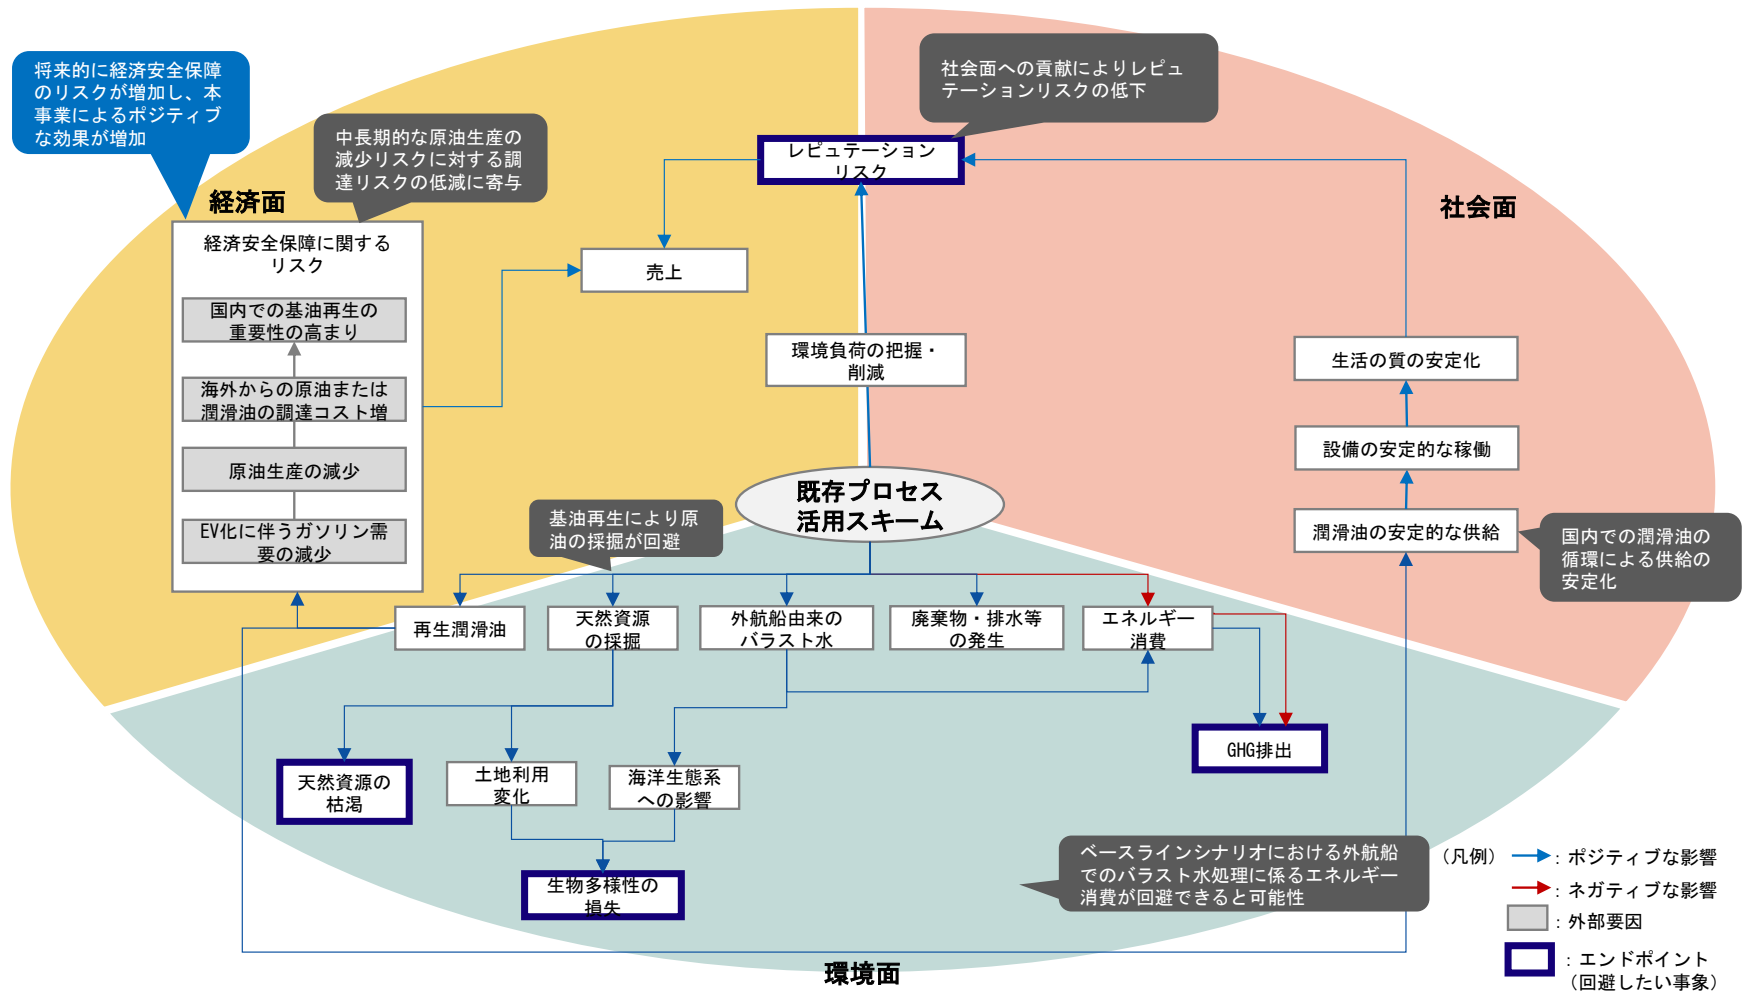 将来的に経済安全保障
のリスクが増加し、本
事業によるポジティブ
な効果が増加
中長期的な原油生産の
減少リスクに対する調
達リスクの低減に寄与
社会面への貢献によりレピュ
テーションリスクの低下
経済面
社会面
レピュテーション
リスク
経済安全保障に関する
リスク
国内での基油再生の
重要性の高まり
海外からの原油または
潤滑油の調達コスト増
原油生産の減少
EV化に伴うガソリン需
要の減少
売上
環境負荷の把握・
削減
生活の質の安定化
設備の安定的な稼働
潤滑油の安定的な供給
国内での潤滑油の
循環による供給の
安定化
既存プロセス
活用スキーム
基油再生により原
油の採掘が回避
再生潤滑油
天然資源
の採掘
外航船由来の
バラスト水
廃棄物・排水等
の発生
エネルギー
消費
天然資源の
枯渇
土地利用
変化
海洋生態系
への影響
GHG排出
生物多様性の
損失
ベースラインシナリオにおける外航船
でのバラスト水処理に係るエネルギー
消費が回避できると可能性
環境面
（凡例）
：ポジティブな影響
：ネガティブな影響
：外部要因
：エンドポイント
（回避したい事象）